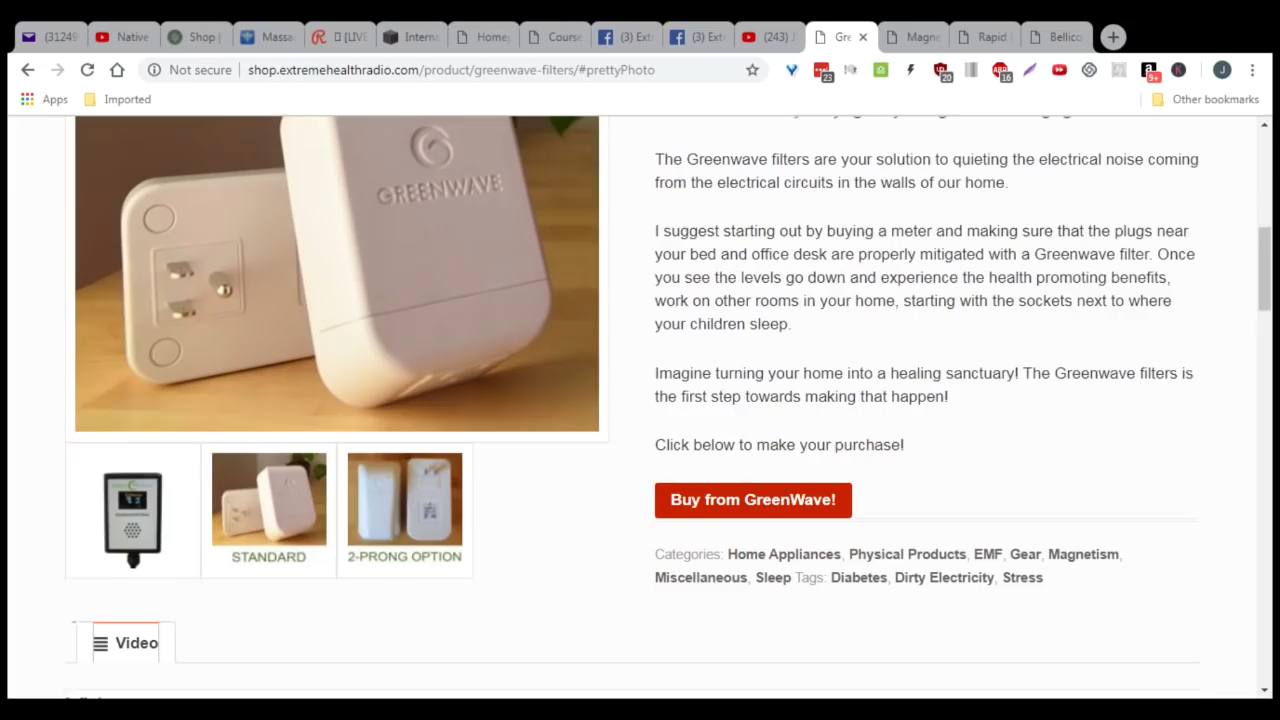 (31249
Native
Shop |
Massa
[LIVE
Interna
Home
Course
(3) Ext
(3) Ext
(243)
Gre
Magne
Rapid
Bellico
Not secure
shop.extremehealthradio.com/product/greenwave-filters/#prettyPhoto
23
20
16
9+
J
Apps
Imported
Other bookmarks
GREENWAVE
The Greenwave filters are your solution to quieting the electrical noise coming
from the electrical circuits in the walls of our home.
I suggest starting out by buying a meter and making sure that the plugs near
your bed and office desk are properly mitigated with a Greenwave filter. Once
you see the levels go down and experience the health promoting benefits,
work on other rooms in your home, starting with the sockets next to where
your children sleep.
Imagine turning your home into a healing sanctuary! The Greenwave filters is
the first step towards making that happen!
Click below to make your purchase!
Buy from GreenWave!
STANDARD
2-PRONG OPTION
Categories: Home Appliances, Physical Products, EMF, Gear, Magnetism,
Miscellaneous, Sleep Tags: Diabetes, Dirty Electricity, Stress
Video